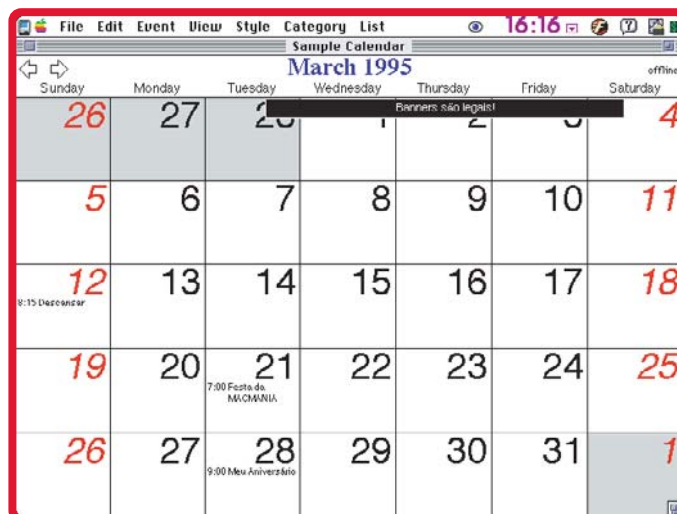 File Edit Event View Style Category List 16:16
Sample Calendar
March 1995
offline
Sunday Monday Tuesday Wednesday Thursday Friday Saturday
Banners são legais!
26 27 28 1 2 3 4
5 6 7 8 9 10 11
12 13 14 15 16 17 18
8:15 Descansar
19 20 21 22 23 24 25
7:00 Festa da
MACMANIA
26 27 28 29 30 31 1
9:00 Meu Aniversário